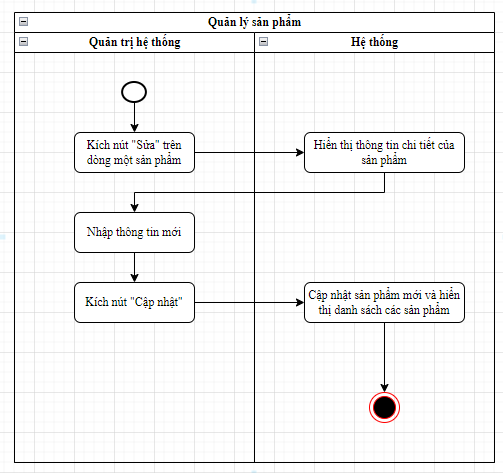 Quản lý sản phẩm
Quản trị hệ thống
Hệ thống
Kích nút "Sửa" trên
dòng một sản phẩm
Hiển thị thông tin chi tiết của
sản phẩm
Nhập thông tin mới
Kích nút "Cập nhật"
Cập nhật sản phẩm mới và hiển
thị danh sách các sản phẩm